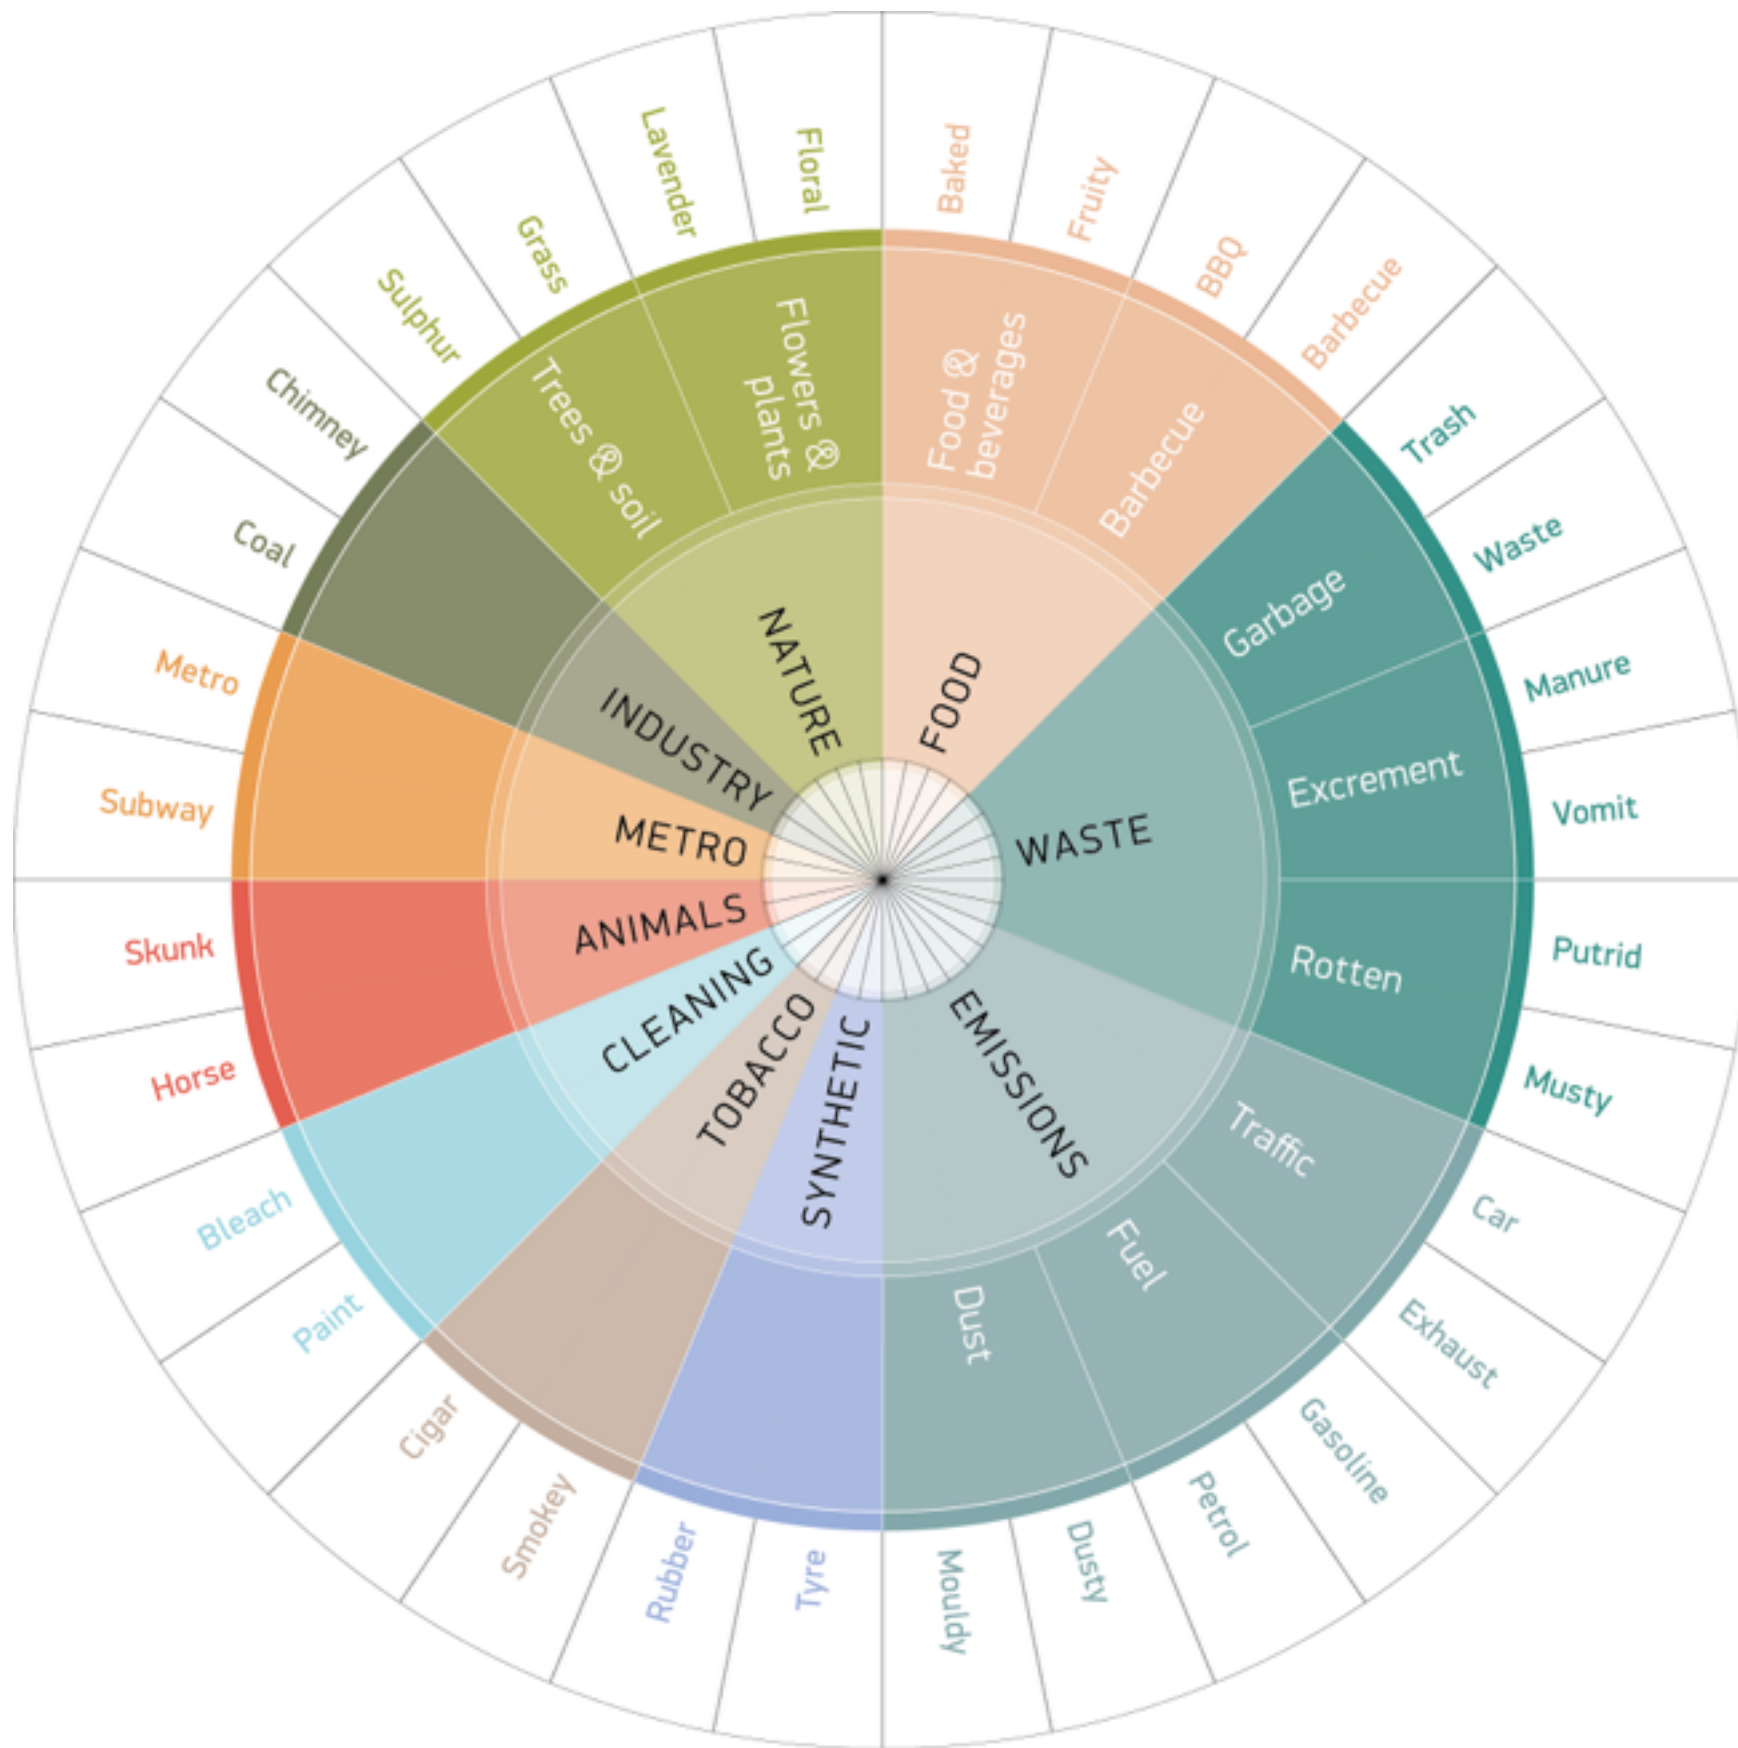 FOOD
WASTE
EMISSIONS
SYNTHETIC
TOBACCO
CLEANING
ANIMALS
METRO
INDUSTRY
NATURE
Food &
beverages
Barbecue
Garbage
Excrement
Rotten
Traffic
Fuel
Dust
Trees & soil
Flowers &
plants
Baked
Fruity
BBQ
Barbecue
Trash
Waste
Manure
Vomit
Putrid
Musty
Car
Exhaust
Gasoline
Petrol
Dusty
Mouldy
Tyre
Rubber
Smokey
Cigar
Paint
Bleach
Horse
Skunk
Subway
Metro
Coal
Chimney
Sulphur
Grass
Lavender
Floral